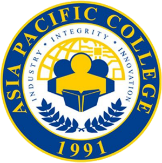 ASIA PACIFIC COLLEGE
INDUSTRY • INTEGRITY • INNOVATION
1991